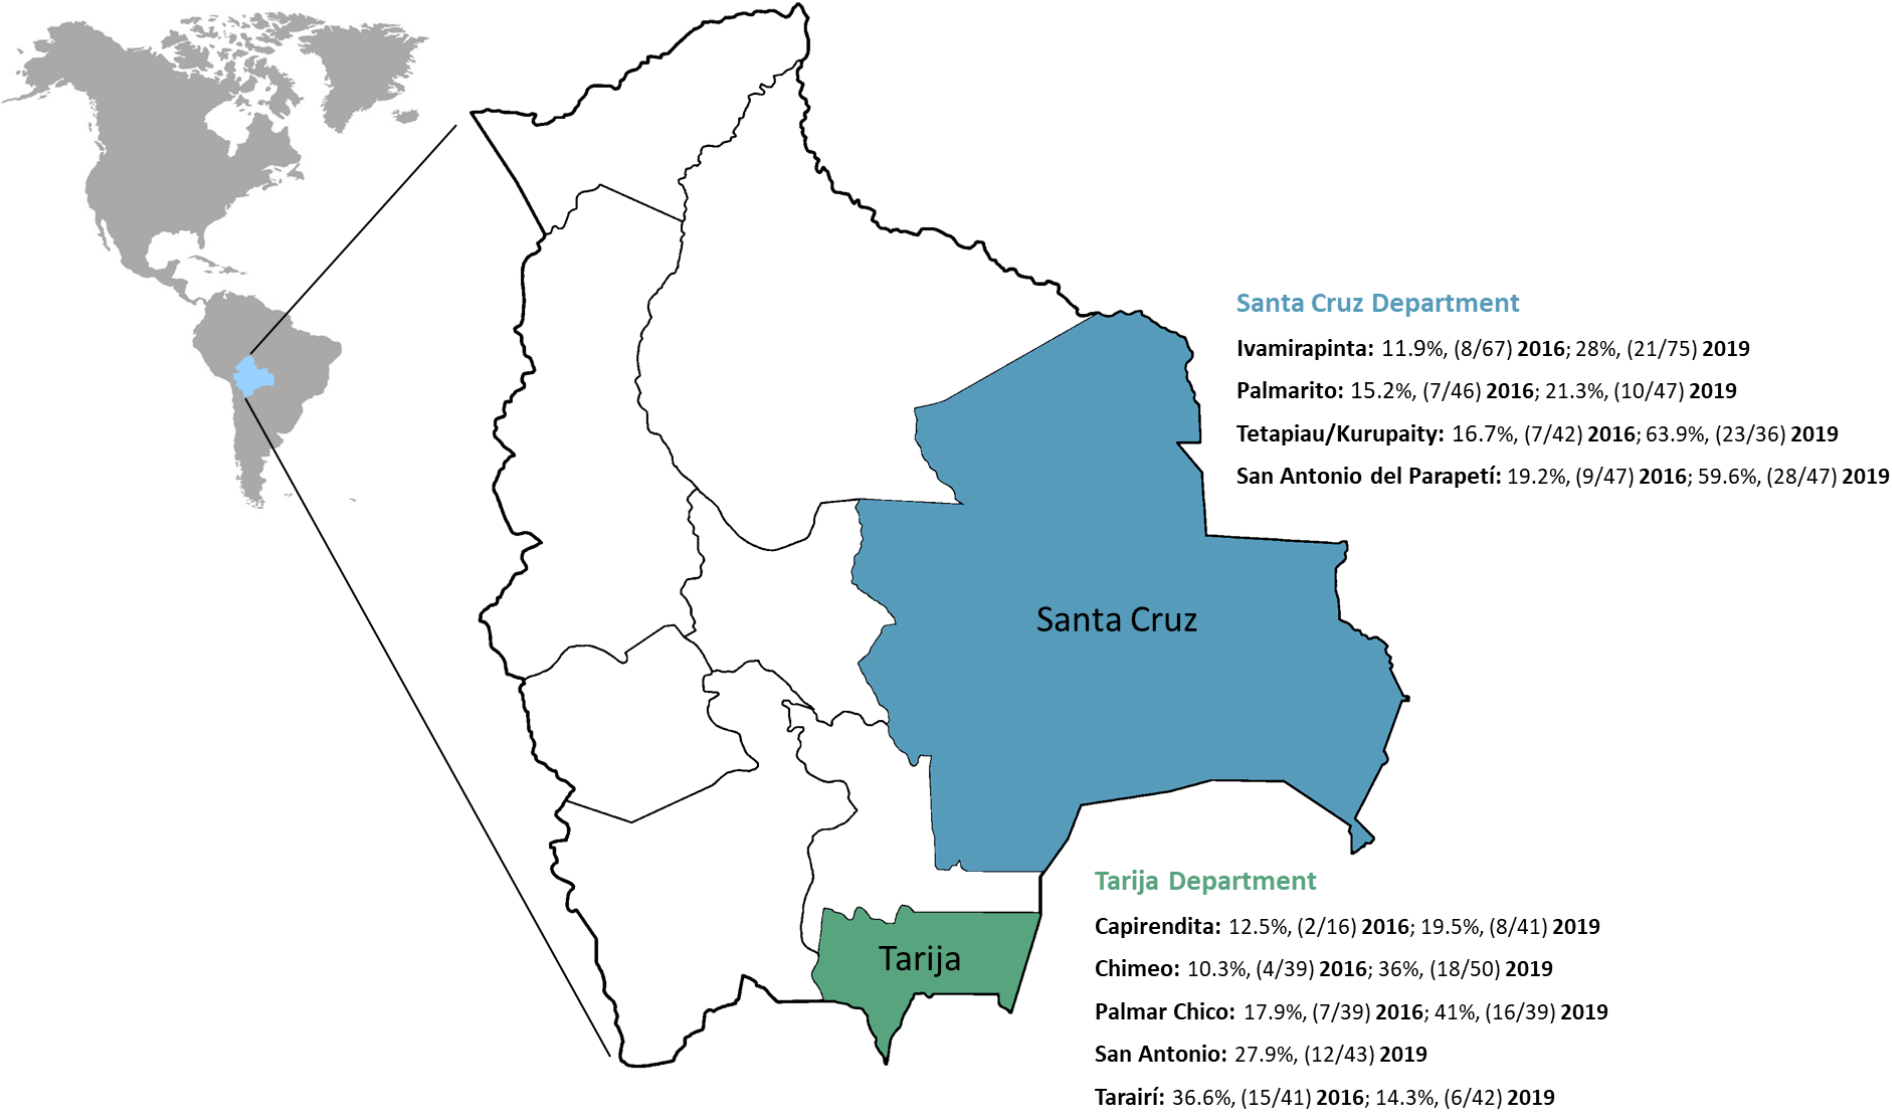 Santa Cruz Department
Ivamirapinta: 11.9%, (8/67) 2016; 28%, (21/75) 2019
Palmarito: 15.2%, (7/46) 2016; 21.3%, (10/47) 2019
Tetapiau/Kurupaity: 16.7%, (7/42) 2016; 63.9%, (23/36) 2019
San Antonio del Parapetí: 19.2%, (9/47) 2016; 59.6%, (28/47) 2019
Santa Cruz
Tarija Department
Capirendita: 12.5%, (2/16) 2016; 19.5%, (8/41) 2019
Tarija
Chimeo: 10.3%, (4/39) 2016; 36%, (18/50) 2019
Palmar Chico: 17.9%, (7/39) 2016; 41%, (16/39) 2019
San Antonio: 27.9%, (12/43) 2019
Tarairí: 36.6%, (15/41) 2016; 14.3%, (6/42) 2019